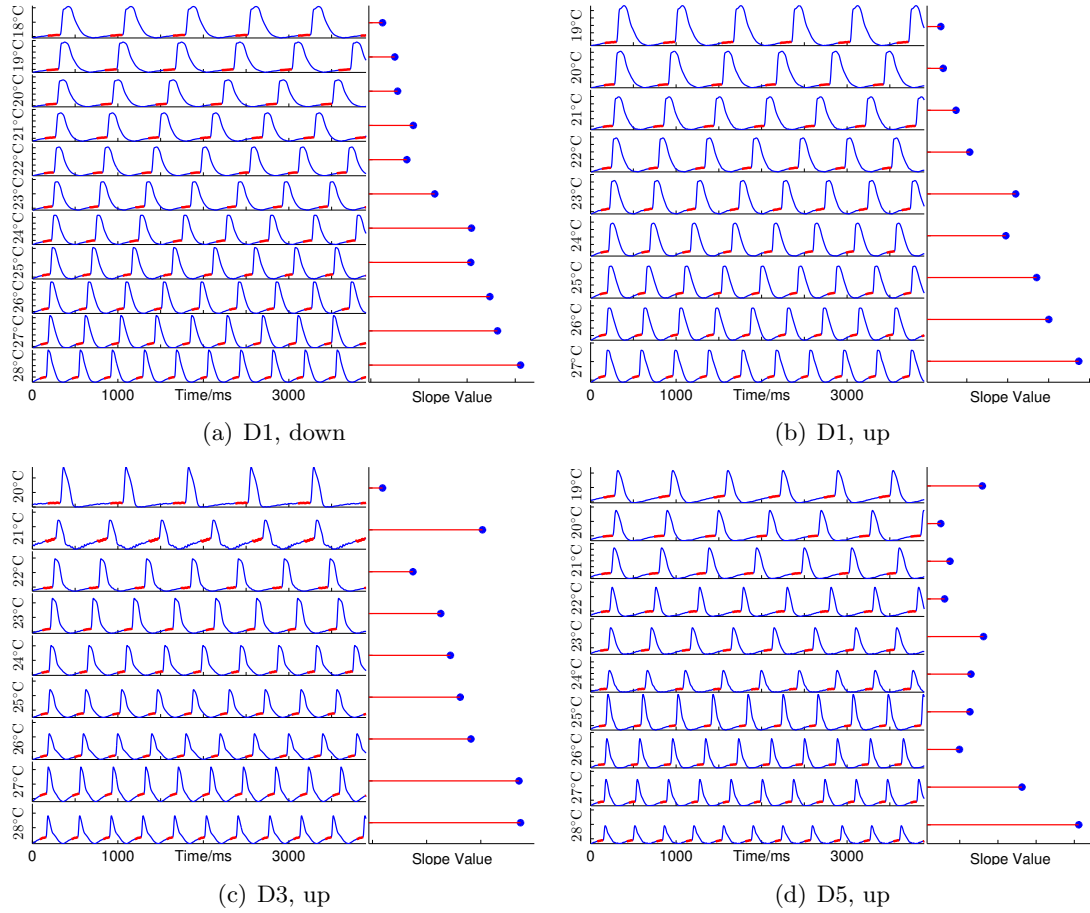 18°C
19°C
20°C
21°C
22°C
23°C
24°C
25°C
26°C
27°C
28°C
0 1000 Time/ms 3000 Slope Value
(a) D1, down
19°C
20°C
21°C
22°C
23°C
24°C
25°C
26°C
27°C
0 1000 Time/ms 3000 Slope Value
(b) D1, up
20°C
21°C
22°C
23°C
24°C
25°C
26°C
27°C
28°C
0 1000 Time/ms 3000 Slope Value
(c) D3, up
19°C
20°C
21°C
22°C
23°C
24°C
25°C
26°C
27°C
28°C
0 1000 Time/ms 3000 Slope Value
(d) D5, up